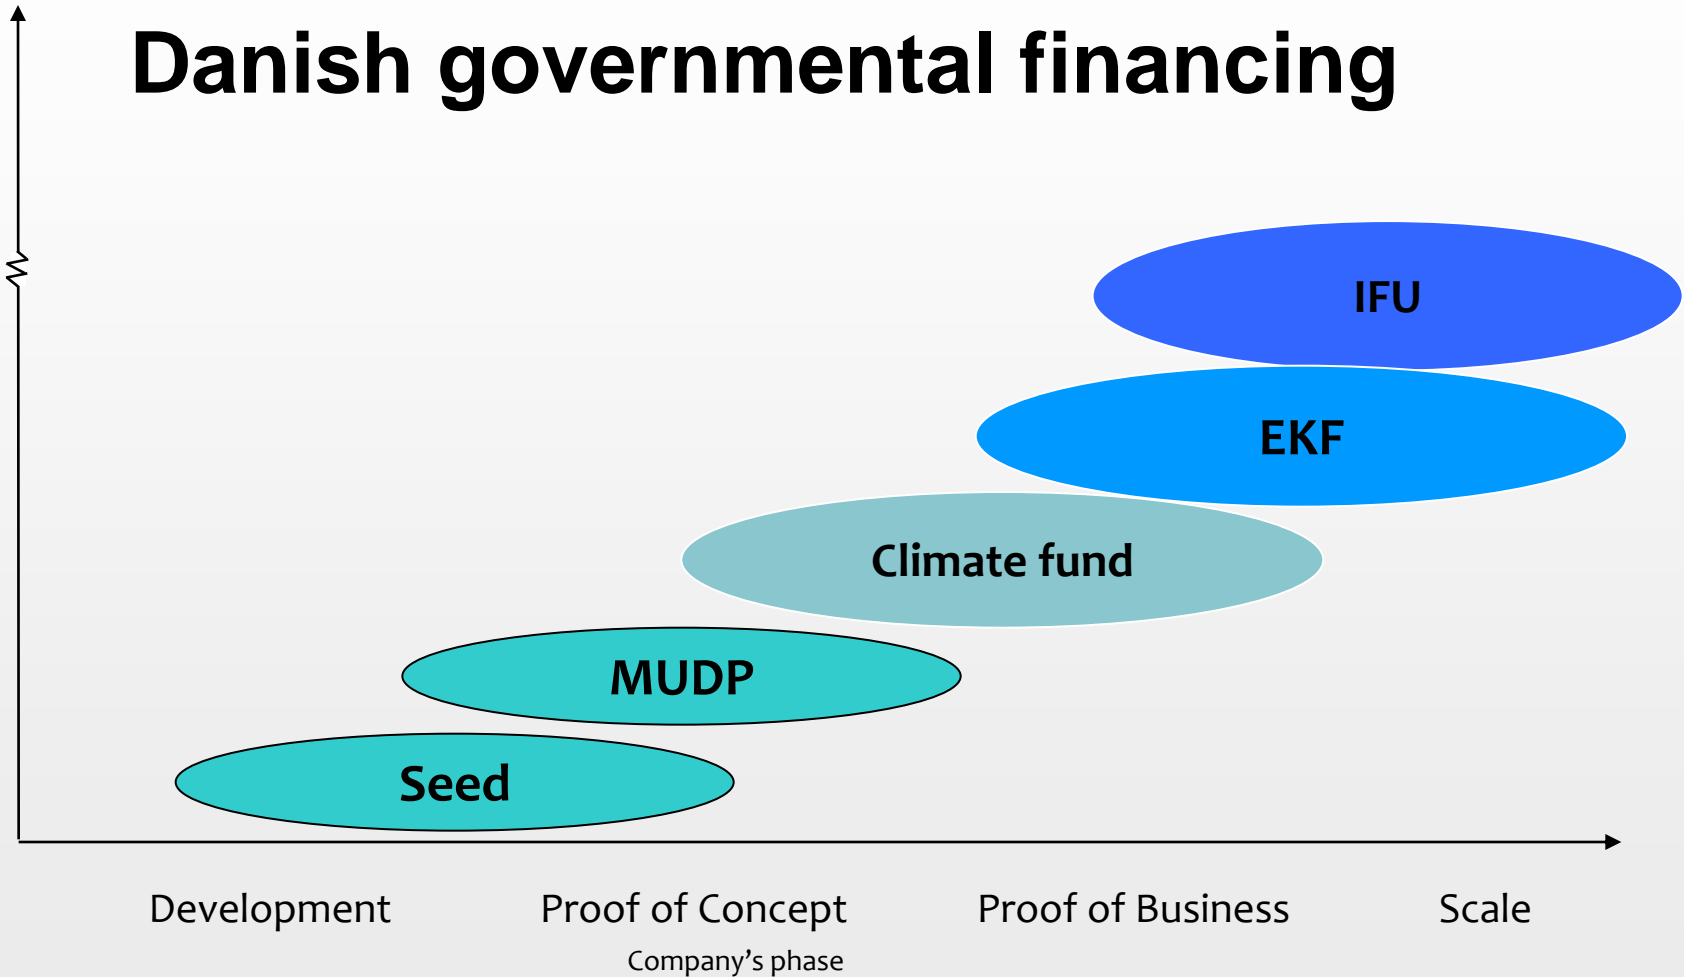 Danish governmental financing
IFU
EKF
Climate fund
MUDP
Seed
Development Proof of Concept Proof of Business Scale
Company’s phase